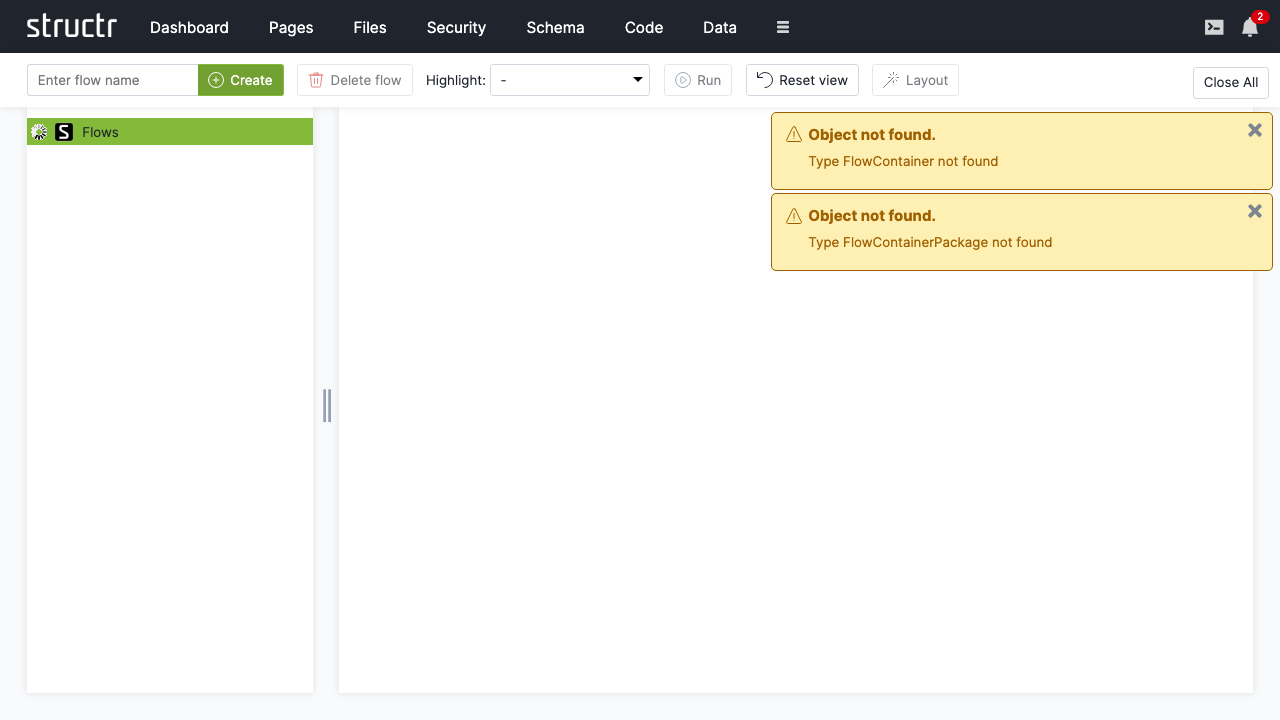 structr Dashboard Pages Files Security Schema Code Data 2
Enter flow name Create Delete flow Highlight: - Run Reset view Layout Close All
S Flows
Object not found.
Type FlowContainer not found
Object not found.
Type FlowContainerPackage not found